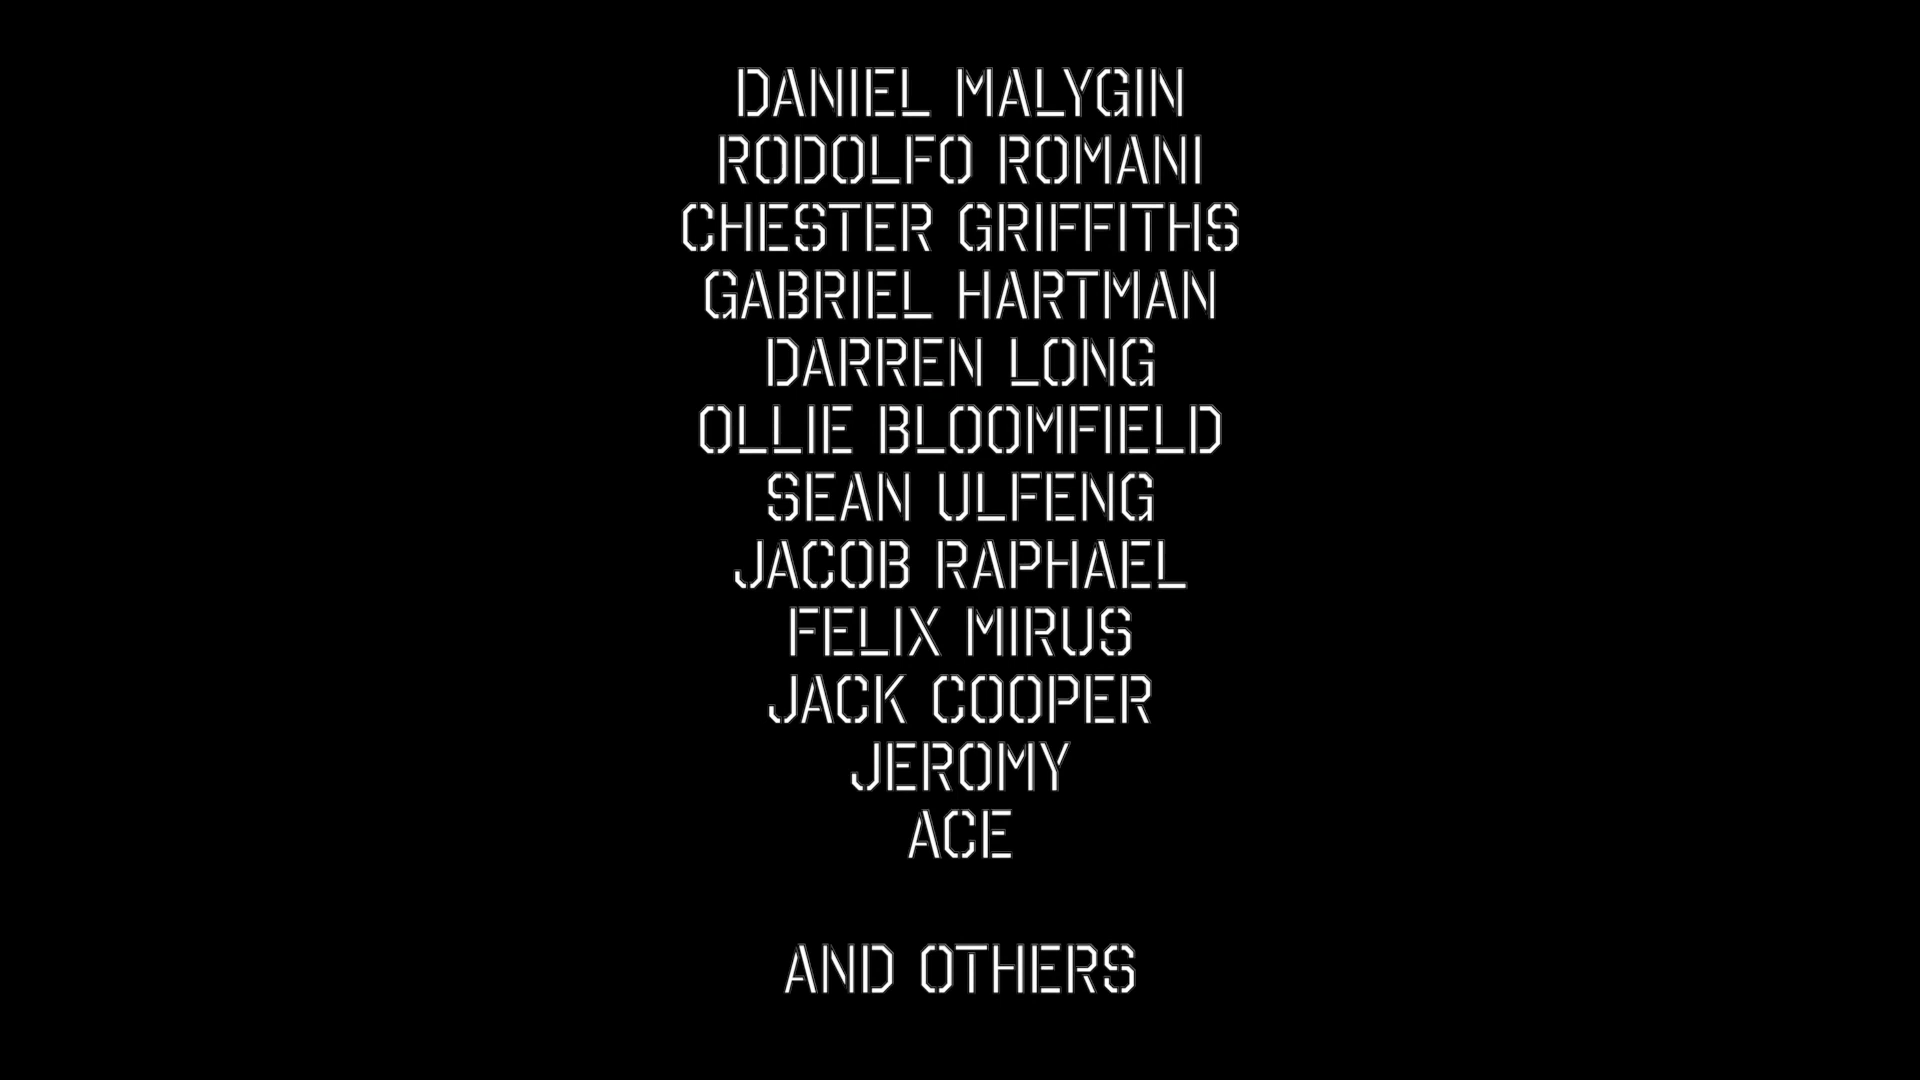 DANIEL MALYGIN
RODOLFO ROMANI
CHESTER GRIFFITHS
GABRIEL HARTMAN
DARREN LONG
OLLIE BLOOMFIELD
SEAN ULFENG
JACOB RAPHAEL
FELIX MIRUS
JACK COOPER
JEROMY
ACE
AND OTHERS